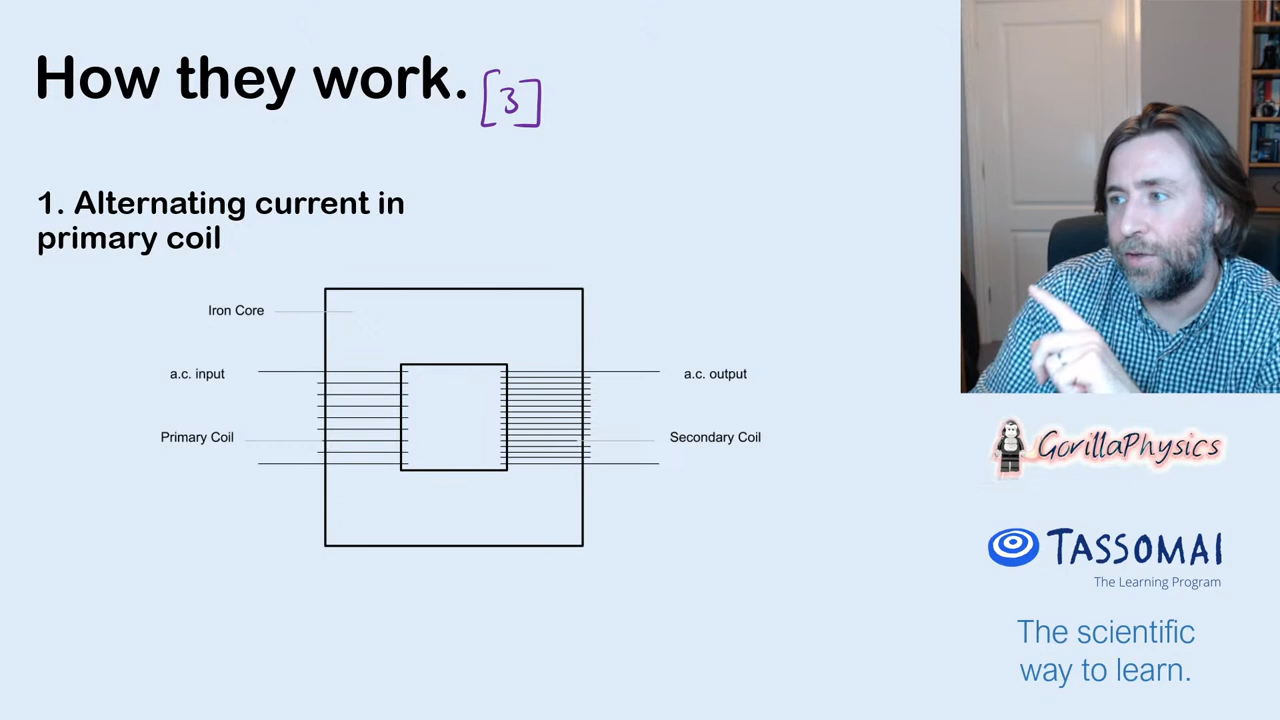 How they work. [3]
1. Alternating current in
primary coil
Iron Core
a.c. input
a.c. output
Primary Coil
Secondary Coil
GorillaPhysics
TASSOMAI
The Learning Program
The scientific
way to learn.